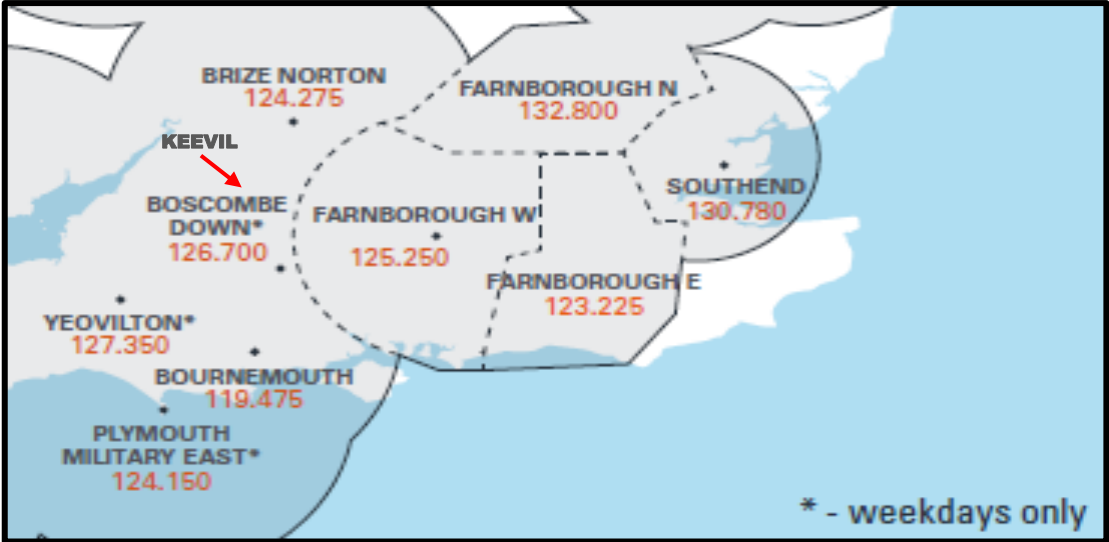 BRIZE NORTON
124.275
FARNBOROUGH N
132.800
KEEVIL
BOSCOMBE
DOWN*
126.700
FARNBOROUGH W
125.250
SOUTHEND
130.780
FARNBOROUGH E
123.225
YEOVILTON*
127.350
BOURNEMOUTH
119.475
PLYMOUTH
MILITARY EAST*
124.150
* - weekdays only